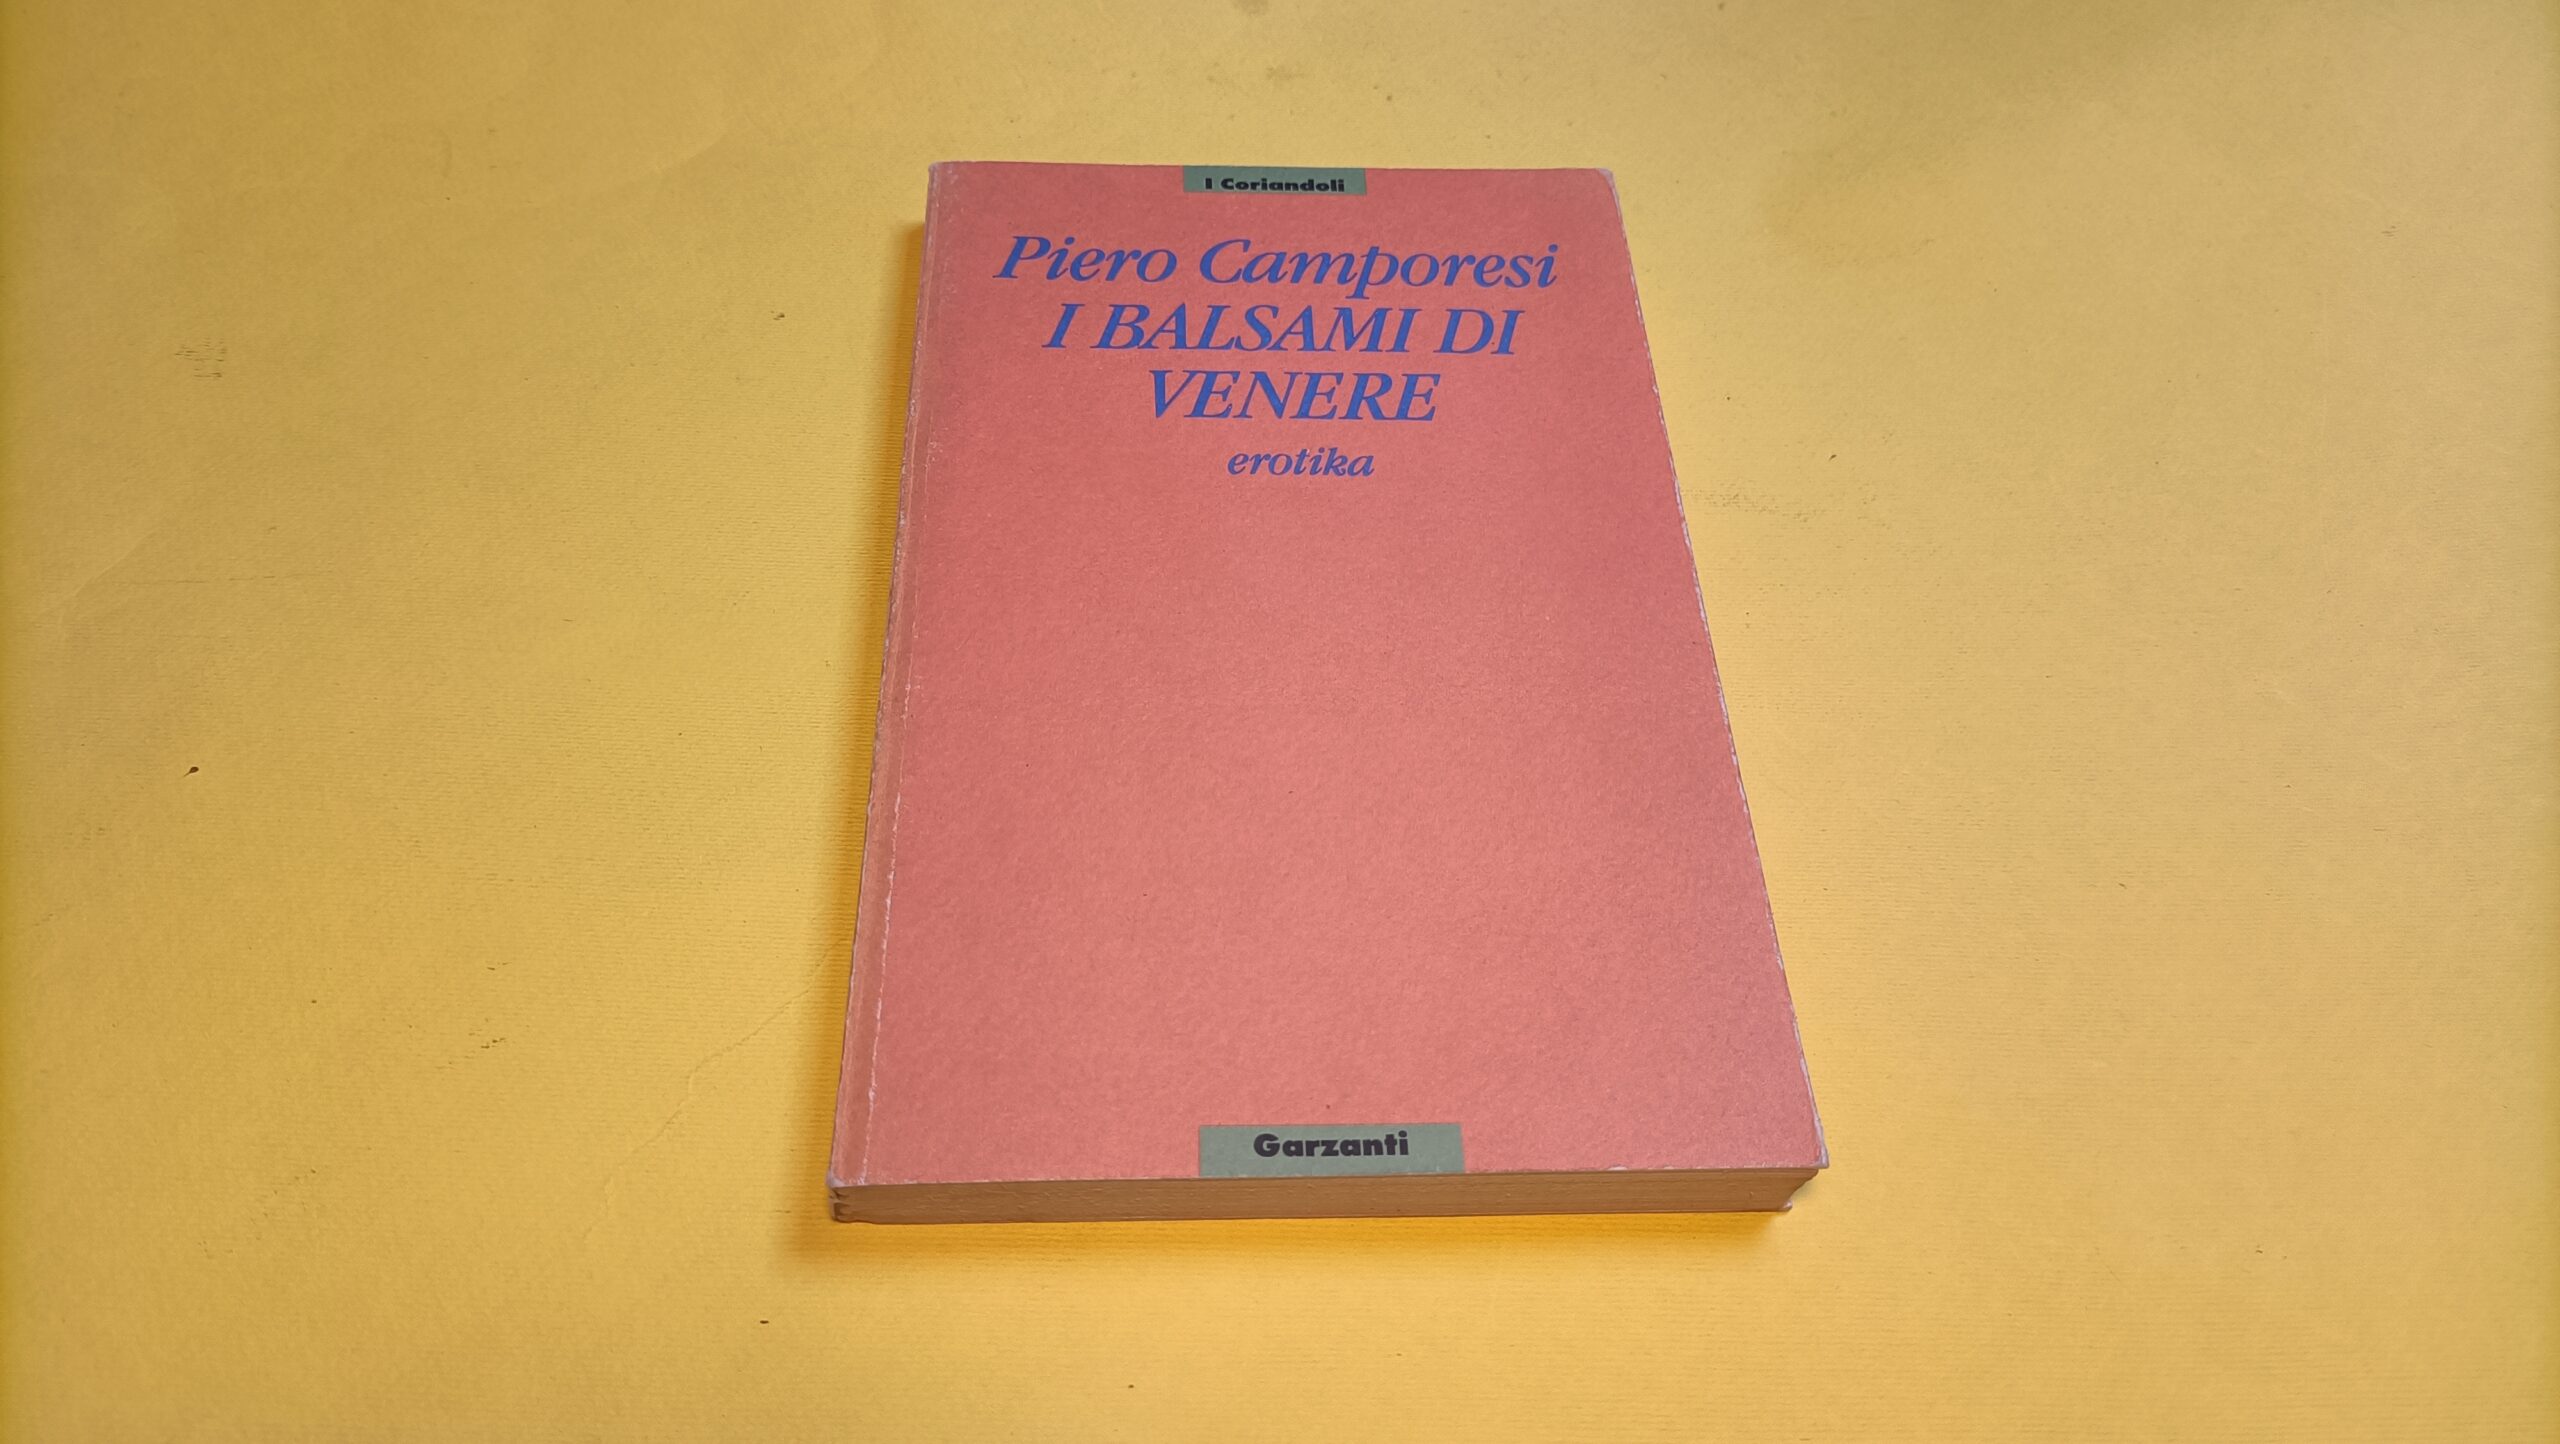 I Coriandoli
Piero Camporesi
I BALSAMI DI
VENERE
erotika
Garzanti